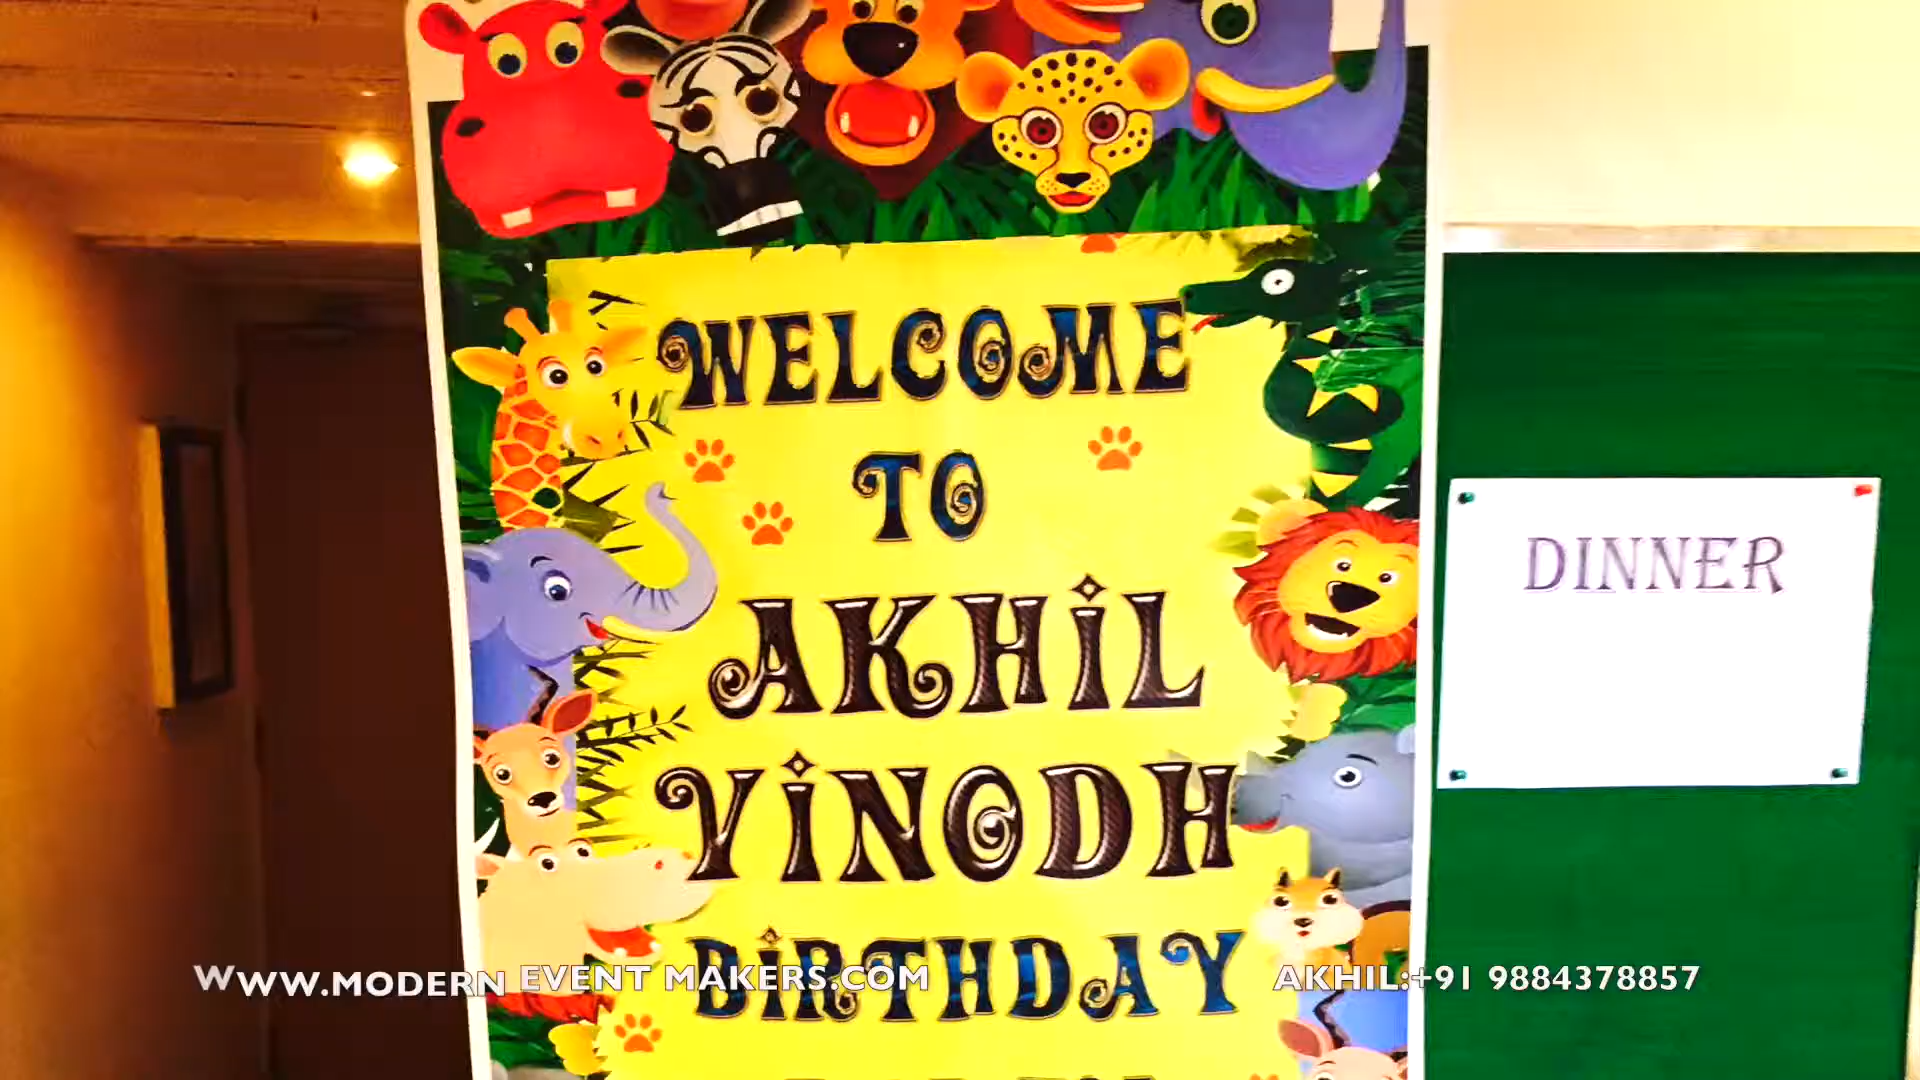 WELCOME
TO
AKHIL
VINODH
BIRTHDAY
DINNER
WWW.MODERN EVENT MAKERS.COM
AKHIL:+91 9884378857